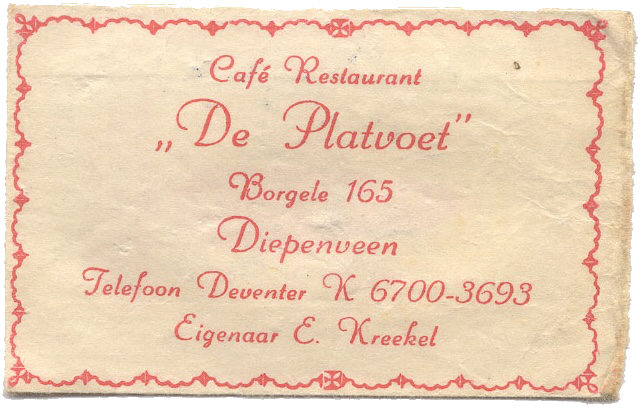 Café Restaurant
„De Platvoet”
Borgele 165
Diepenveen
Telefoon Deventer K 6700-3693
Eigenaar E. Kreekel